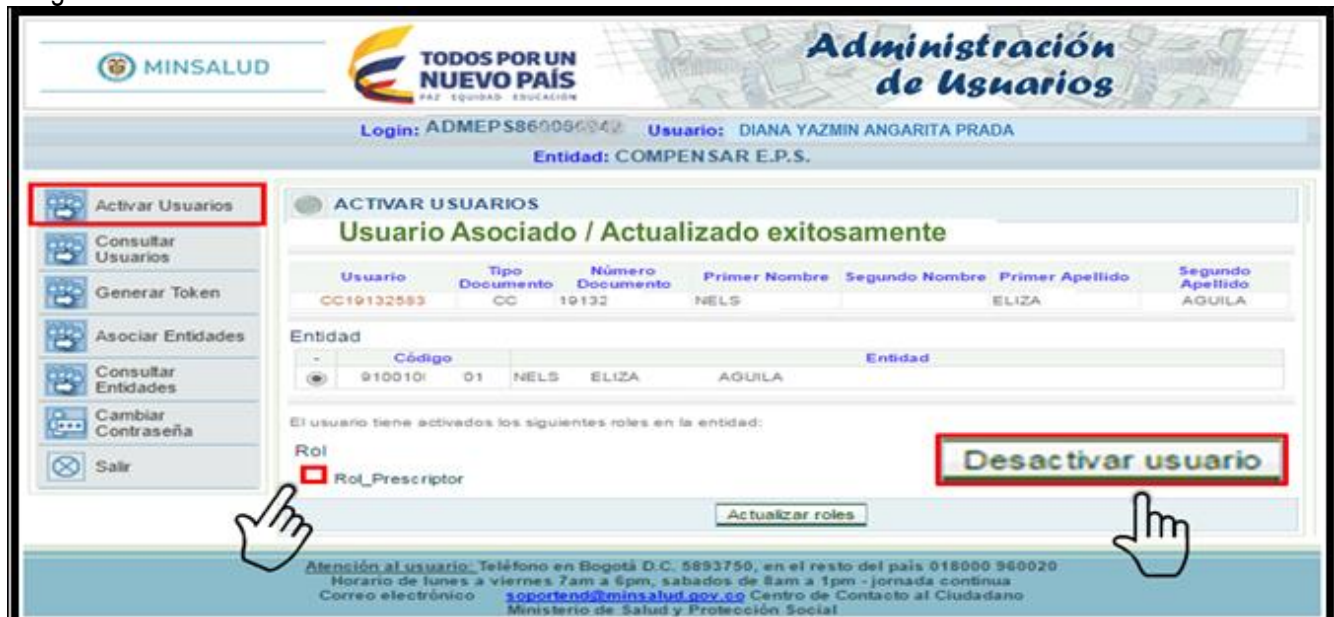 MINSALUD
TODOS POR UN
NUEVO PAÍS
PAZ EQUIDAD EDUCACIÓN
Administración
de Usuarios
Login: Usuario: DIANA YAZMIN ANGARITA PRADA
Entidad: COMPENSAR E.P.S.
Activar Usuarios
Consultar
Usuarios
Generar Token
Asociar Entidades
Consultar
Entidades
Cambiar
Contraseña
Salir
ACTIVAR USUARIOS
Usuario Asociado / Actualizado exitosamente
Usuario Tipo Documento Número Documento Primer Nombre Segundo Nombre Primer Apellido Segundo Apellido
CC19132583 CC 19132 NELS ELIZA AGUILA
Entidad
- Código Entidad
910010 01 NELS ELIZA AGUILA
El usuario tiene activados los siguientes roles en la entidad:
Rol
Rol_Prescriptor
Desactivar usuario
Actualizar roles
Atención al usuario: Teléfono en Bogotá D.C. 5893750, en el resto del país 018000 960020
Horario de lunes a viernes 7am a 6pm, sabados de 8am a 1pm - jornada continua
Correo electrónico soportend@minsalud.gov.co Centro de Contacto al Ciudadano
Ministerio de Salud y Protección Social